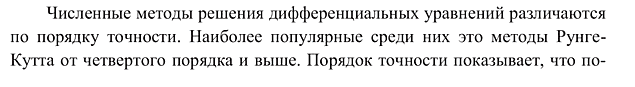 Численные методы решения дифференциальных уравнений различаются
по порядку точности. Наиболее популярные среди них это методы Рунге-
Кутта от четвертого порядка и выше. Порядок точности показывает, что по-